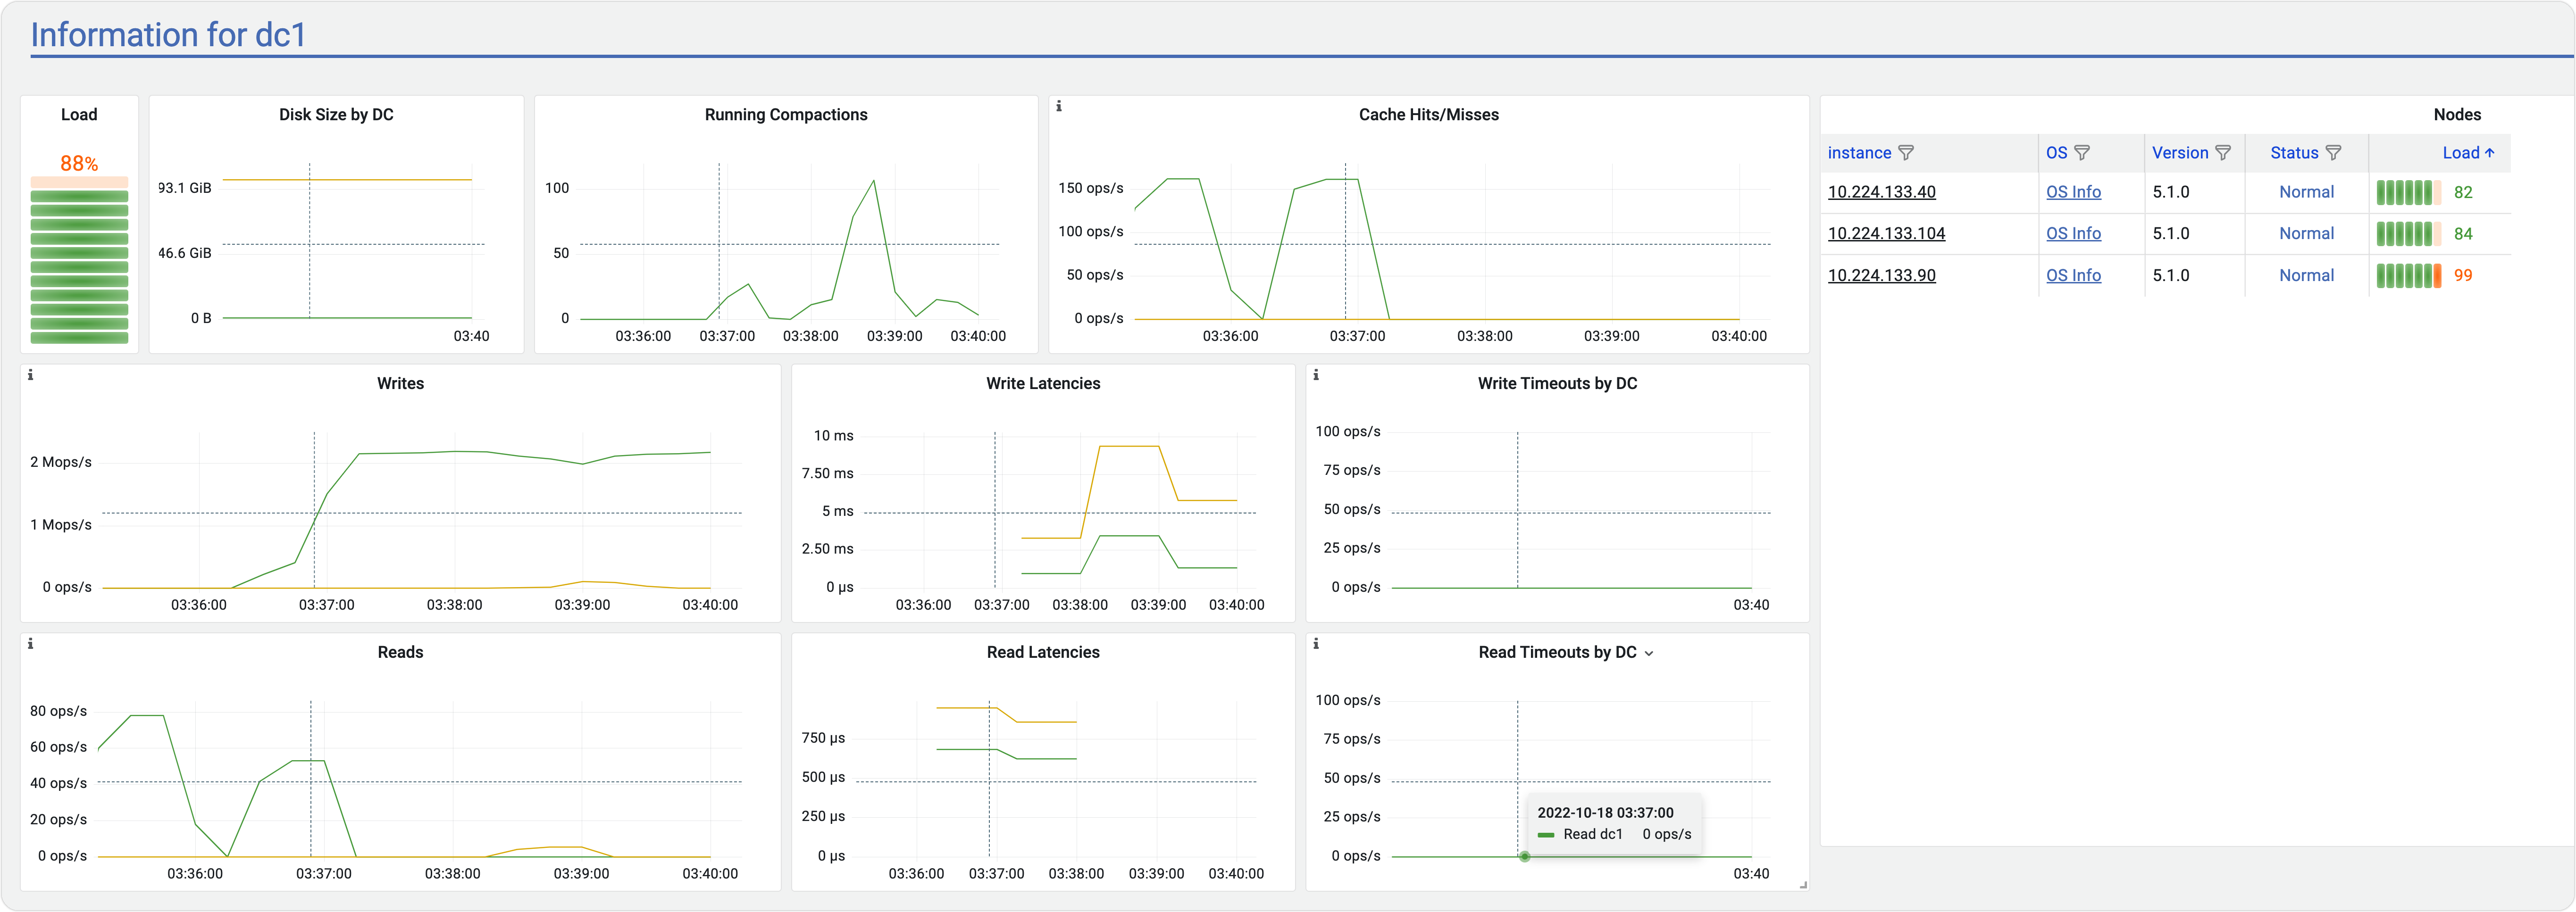 Information for dc1
Load
88%
Disk Size by DC
93.1 GiB
46.6 GiB
0 B
03:40
Running Compactions
100
50
0
03:36:00 03:37:00 03:38:00 03:39:00 03:40:00
i
Cache Hits/Misses
150 ops/s
100 ops/s
50 ops/s
0 ops/s
03:36:00 03:37:00 03:38:00 03:39:00 03:40:00
Nodes
instance OS Version Status Load
10.224.133.40 OS Info 5.1.0 Normal 82
10.224.133.104 OS Info 5.1.0 Normal 84
10.224.133.90 OS Info 5.1.0 Normal 99
i
Writes
2 Mops/s
1 Mops/s
0 ops/s
03:36:00 03:37:00 03:38:00 03:39:00 03:40:00
Write Latencies
10 ms
7.50 ms
5 ms
2.50 ms
0 µs
03:36:00 03:37:00 03:38:00 03:39:00 03:40:00
i
Write Timeouts by DC
100 ops/s
75 ops/s
50 ops/s
25 ops/s
0 ops/s
03:40
i
Reads
80 ops/s
60 ops/s
40 ops/s
20 ops/s
0 ops/s
03:36:00 03:37:00 03:38:00 03:39:00 03:40:00
Read Latencies
750 µs
500 µs
250 µs
0 µs
03:36:00 03:37:00 03:38:00 03:39:00 03:40:00
i
Read Timeouts by DC
100 ops/s
75 ops/s
50 ops/s
25 ops/s
0 ops/s
03:40
2022-10-18 03:37:00
Read dc1 0 ops/s